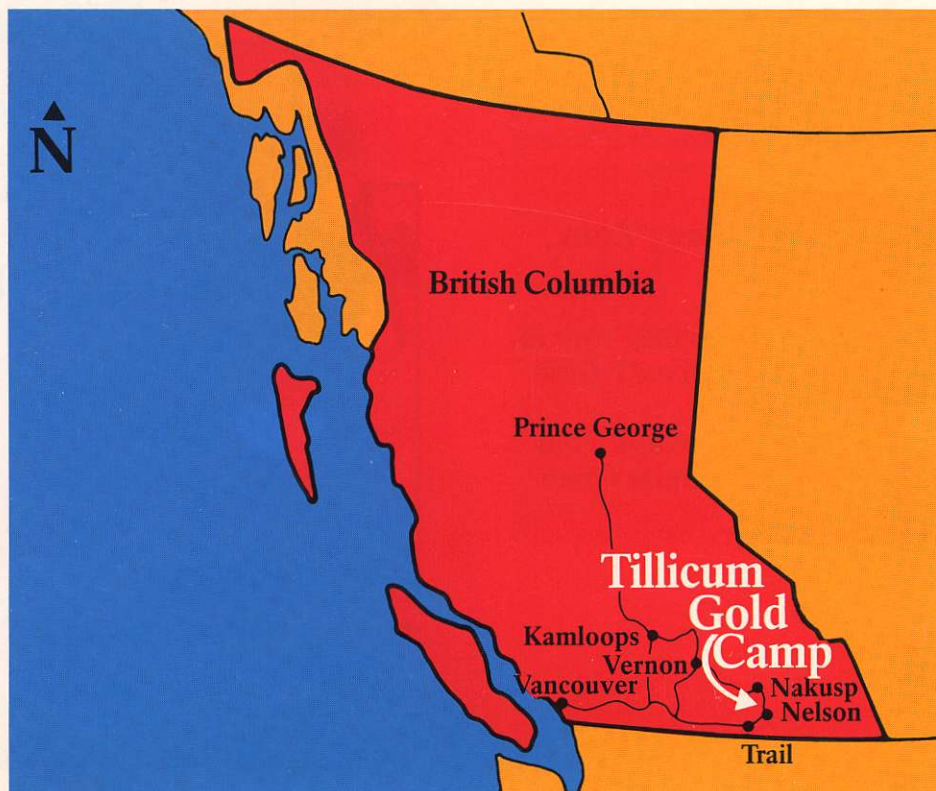 N
British Columbia
Prince George
Tillicum
Gold
Camp
Kamloops
Vernon
Vancouver
Nakusp
Nelson
Trail